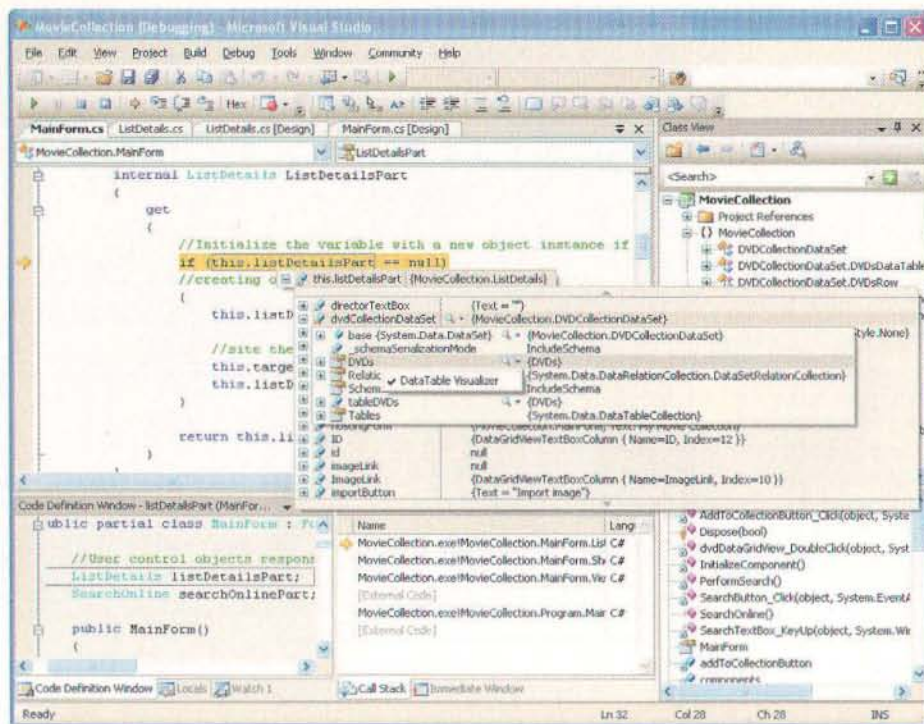 MovieCollection (Debugging) - Microsoft Visual Studio
File Edit View Project Build Debug Tools Window Community Help
Hex
MainForm.cs ListDetails.cs ListDetails.cs [Design] MainForm.cs [Design]
Class View
MovieCollection.MainForm
ListDetailsPart
<Search>
internal ListDetails ListDetailsPart
{
get
{
//Initialize the variable with a new object instance if
if (this.listDetailsPart == null)
//creating
this.listDetailsPart {MovieCollection.ListDetails}
{
this.listD
//site the
this.targe
this.listD
}
return this.li
}
directorTextBox {Text = ""}
dvdCollectionDataSet {MovieCollection.DVDCollectionDataSet}
base {System.Data.DataSet} {MovieCollection.DVDCollectionDataSet}
_schemaSerializationMode IncludeSchema
DVDs {DVDs}
Relatic {System.Data.DataRelationCollection.DataSetRelationCollection}
DataTable Visualizer
Schem IncludeSchema
tableDVDs {DVDs}
Tables {System.Data.DataTableCollection}
ID {DataGridViewTextBoxColumn { Name=ID, Index=12 }}
id null
imageLink null
ImageLink {DataGridViewTextBoxColumn { Name=ImageLink, Index=10 }}
importButton {Text = "Import image"}
MovieCollection
Project References
{} MovieCollection
DVDCollectionDataSet
DVDCollectionDataSet.DVDsDataTable
DVDCollectionDataSet.DVDsRow
tyle.None)
Code Definition Window - listDetailsPart (MainFor...
ublic partial class MainForm : Fo
//User control objects respons
ListDetails listDetailsPart;
SearchOnline searchOnlinePart;
public MainForm()
{
Name Lang
MovieCollection.exe!MovieCollection.MainForm.List C#
MovieCollection.exe!MovieCollection.MainForm.Sh C#
MovieCollection.exe!MovieCollection.MainForm.Vie C#
[External Code]
MovieCollection.exe!MovieCollection.Program.Mair C#
[External Code]
AddToCollectionButton_Click(object, Syste
Dispose(bool)
dvdDataGridView_DoubleClick(object, Syst
InitializeComponent()
PerformSearch()
SearchButton_Click(object, System.EventA
SearchOnline()
SearchTextBox_KeyUp(object, System.Wir
MainForm
addToCollectionButton
components
Code Definition Window Locals Watch 1
Call Stack Immediate Window
Ready Ln 32 Col 28 Ch 28 INS